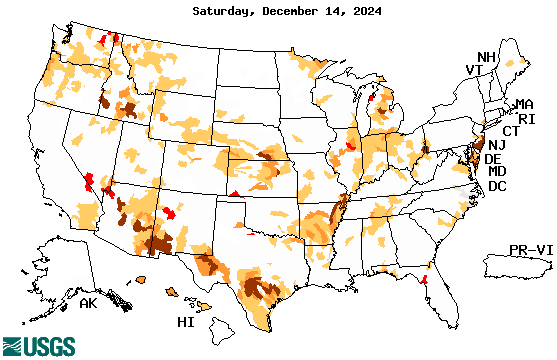 Saturday, December 14, 2024
NH
VT
MA
RI
CT
NJ
DE
MD
DC
PR-VI
AK
HI
USGS